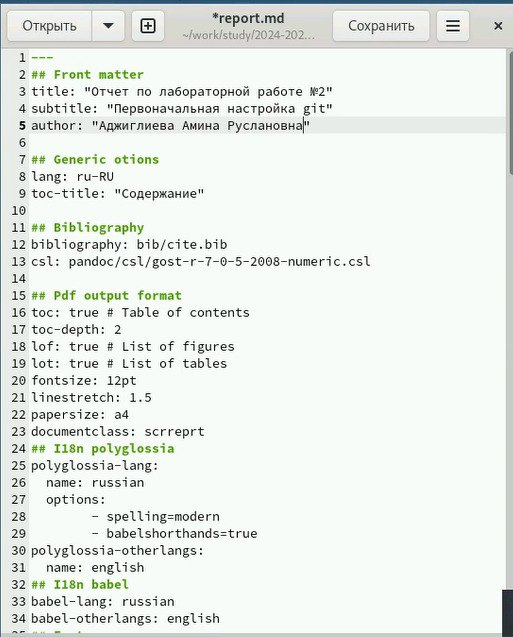 Открыть
*report.md
~/work/study/2024-202...
Сохранить
1 ---
2 ## Front matter
3 title: "Отчет по лабораторной работе №2"
4 subtitle: "Первоначальная настройка git"
5 author: "Аджиглиева Амина Руслановна"
6
7 ## Generic otions
8 lang: ru-RU
9 toc-title: "Содержание"
10
11 ## Bibliography
12 bibliography: bib/cite.bib
13 csl: pandoc/csl/gost-r-7-0-5-2008-numeric.csl
14
15 ## Pdf output format
16 toc: true # Table of contents
17 toc-depth: 2
18 lof: true # List of figures
19 lot: true # List of tables
20 fontsize: 12pt
21 linestretch: 1.5
22 papersize: a4
23 documentclass: scrreprt
24 ## I18n polyglossia
25 polyglossia-lang:
26   name: russian
27   options:
28         - spelling=modern
29         - babelshorthands=true
30 polyglossia-otherlangs:
31   name: english
32 ## I18n babel
33 babel-lang: russian
34 babel-otherlangs: english